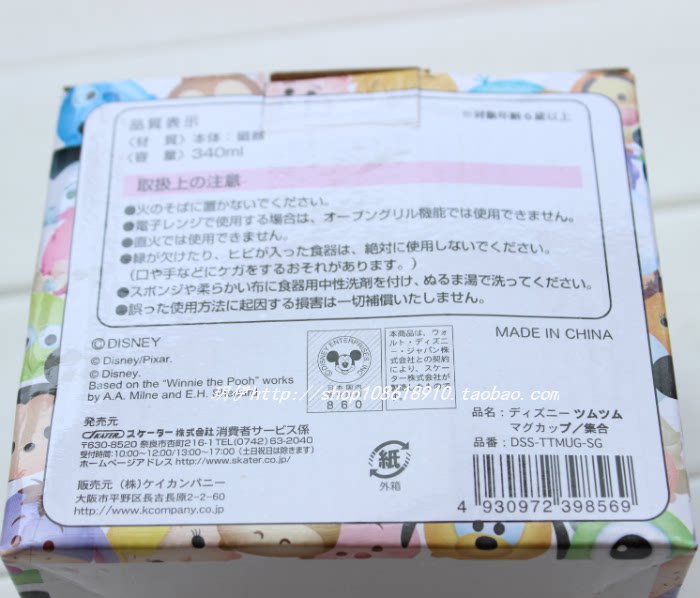 品質表示
※対象年齢6歳以上
〈材　質〉本体：磁器
〈容　量〉340ml
取扱上の注意
●火のそばに置かないでください。
●電子レンジで使用する場合は、オーブングリル機能では使用できません。
●直火では使用できません。
●縁が欠けたり、ヒビが入った食器は、絶対に使用しないでください。
（口や手などにケガをするおそれがあります。）
●スポンジや柔らかい布に食器用中性洗剤を付け、ぬるま湯で洗ってください。
●誤った使用方法に起因する損害は一切補償いたしません。
©DISNEY
© Disney/Pixar.
© Disney.
Based on the “Winnie the Pooh” works
by A.A. Milne and E.H. Shepard.
©DISNEY ENTERPRISES, INC.
日本国内
860
本商品は、ウォ
ルト・ディズニ
ー・ジャパン
株式会社と
の契約
により、スケー
ター株式会社が
MADE IN CHINA
http://shop108618910.taobao.com/
発売元
SKATER スケーター株式会社 消費者サービス係
〒630-8520 奈良市杏町216-1 TEL(0742)63-2040
受付時間：10:00～12:00／13:00～17:00（土日祝日は除きます）
ホームページアドレス http://www.skater.co.jp/
販売元（株）ケイカンパニー
大阪市平野区長吉長原2-2-60
http://www.kcompany.co.jp
紙
外箱
品名：ディズニー ツムツム
マグカップ／集合
品番：DSS-TTMUG-SG
4 930972 398569